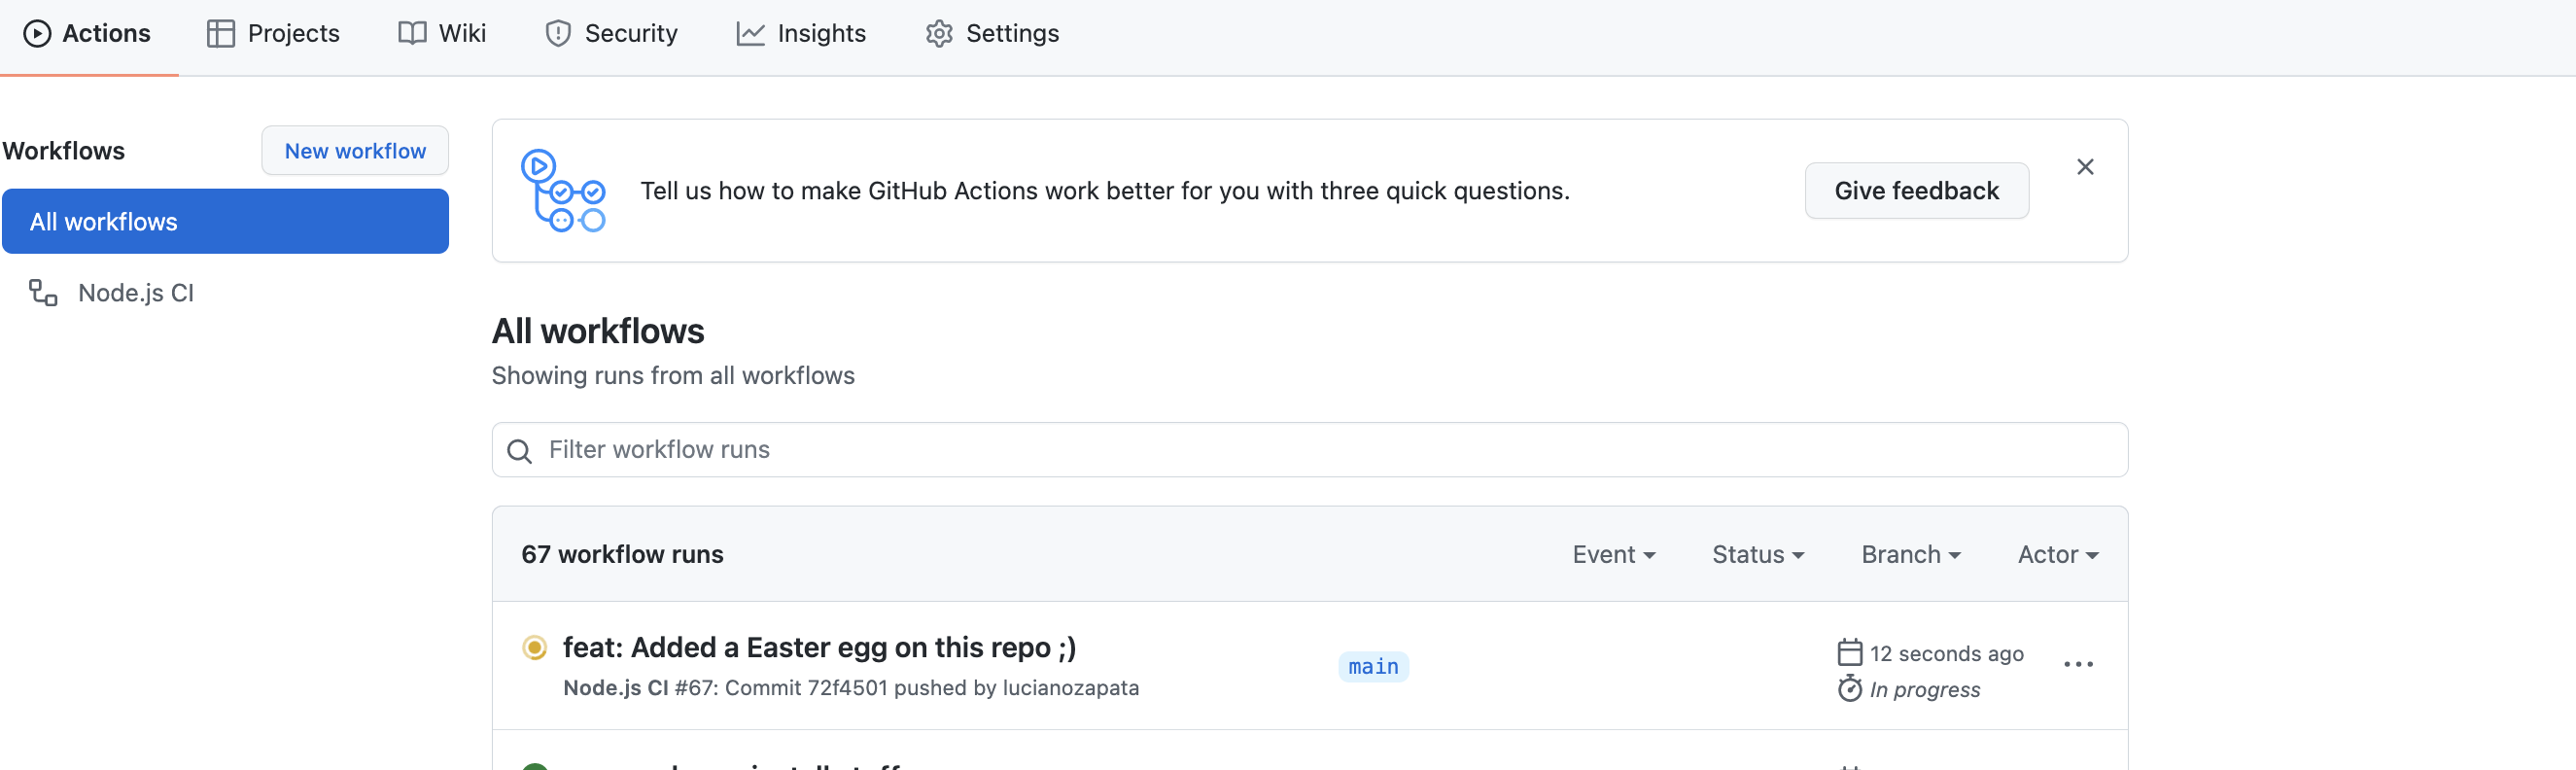 Actions Projects Wiki Security Insights Settings
Workflows New workflow
All workflows
Node.js CI
Tell us how to make GitHub Actions work better for you with three quick questions. Give feedback
All workflows
Showing runs from all workflows
Filter workflow runs
67 workflow runs Event Status Branch Actor
feat: Added a Easter egg on this repo ;)
Node.js CI #67: Commit 72f4501 pushed by lucianozapata
main
12 seconds ago
In progress